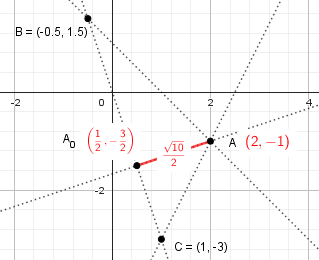 B = (-0.5, 1.5)
-2 0 2 4
A₀ (1/2, -3/2) √10/2 A (2, -1)
-2
C = (1, -3)